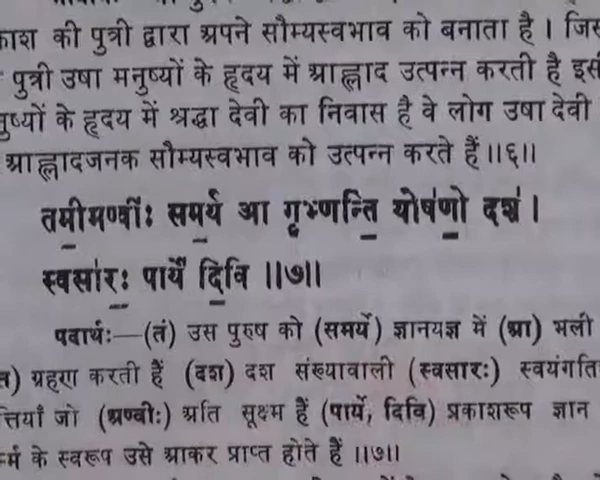 की पुत्री द्वारा अपने सौम्यस्वभाव को बनाता है । जिस
पुत्री उषा मनुष्यों के हृदय में आह्लाद उत्पन्न करती है इसी
नुष्यों के हृदय में श्रद्धा देवी का निवास है वे लोग उषा देवी
आह्लादजनक सौम्यस्वभाव को उत्पन्न करते हैं ॥६॥
तमी॒मण्वीः॑ सम॒र्य आ गृ॒भ्णन्ति॒ योष॑णो॒ दश॑ ।
स्वसा॑रः॒ पार्ये॑ दि॒वि ॥७॥
पदार्थः—(तं) उस पुरुष को (समर्ये) ज्ञानयज्ञ में (आ) भली
ग्रहण करती हैं (दश) दश संख्यावाली (स्वसारः) स्वयंगति
त्तियाँ जो (अण्वीः) अति सूक्ष्म हैं (पार्ये, दिवि) प्रकाशरूप ज्ञान
के स्वरूप उसे आकर प्राप्त होते हैं ॥७॥